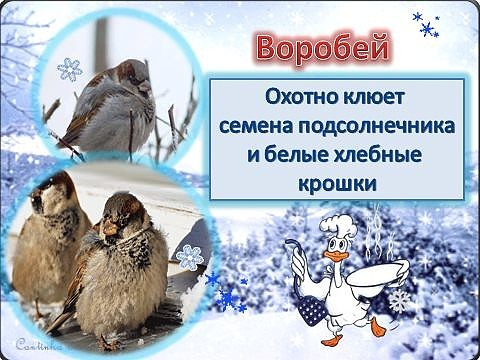 Воробей
Охотно клюет
семена подсолнечника
и белые хлебные
крошки